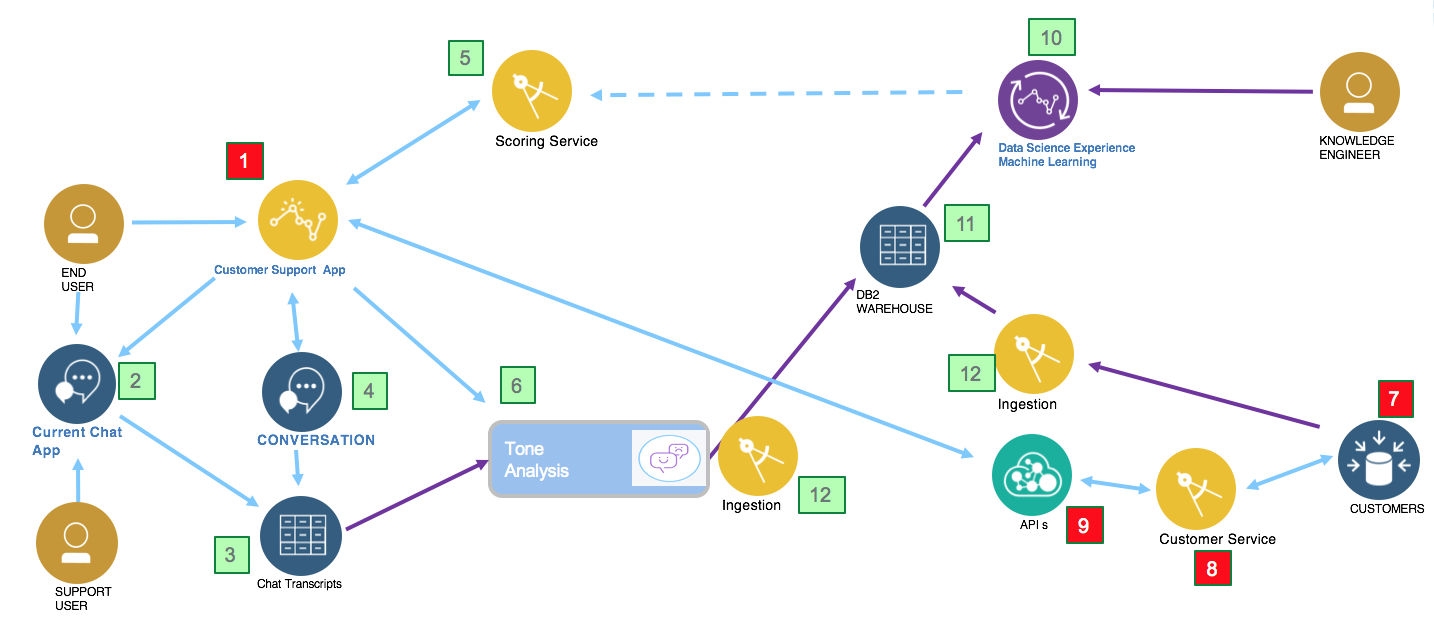 10
5
Scoring Service
KNOWLEDGE
ENGINEER
Data Science Experience
Machine Learning
1
11
END
USER
Customer Support App
DB2
WAREHOUSE
2
4
6
12
Ingestion
7
Current Chat
App
CONVERSATION
Tone
Analysis
Ingestion
12
API s
9
Customer Service
8
CUSTOMERS
3
Chat Transcripts
SUPPORT
USER